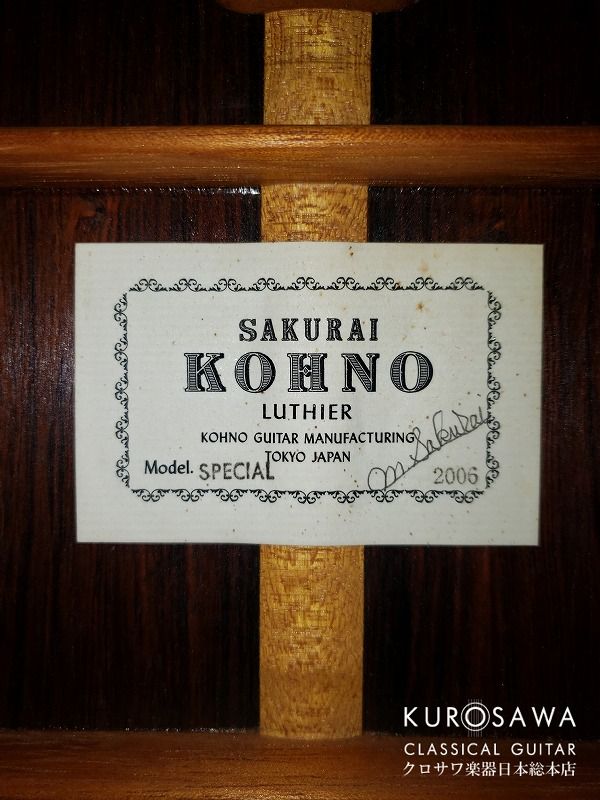 SAKURAI
KOHNO
LUTHIER
KOHNO GUITAR MANUFACTURING
TOKYO JAPAN
Model. SPECIAL
M. Sakurai
2006
KUROSAWA
CLASSICAL GUITAR
クロサワ楽器日本総本店